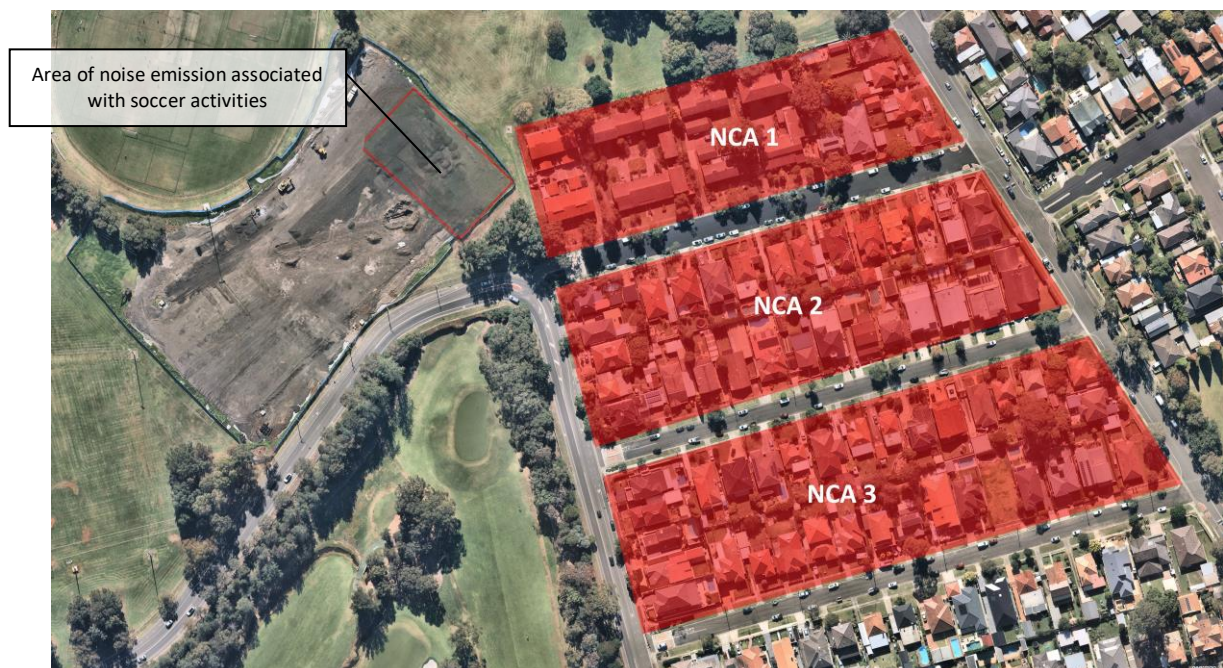 Area of noise emission associated
with soccer activities
NCA 1
NCA 2
NCA 3